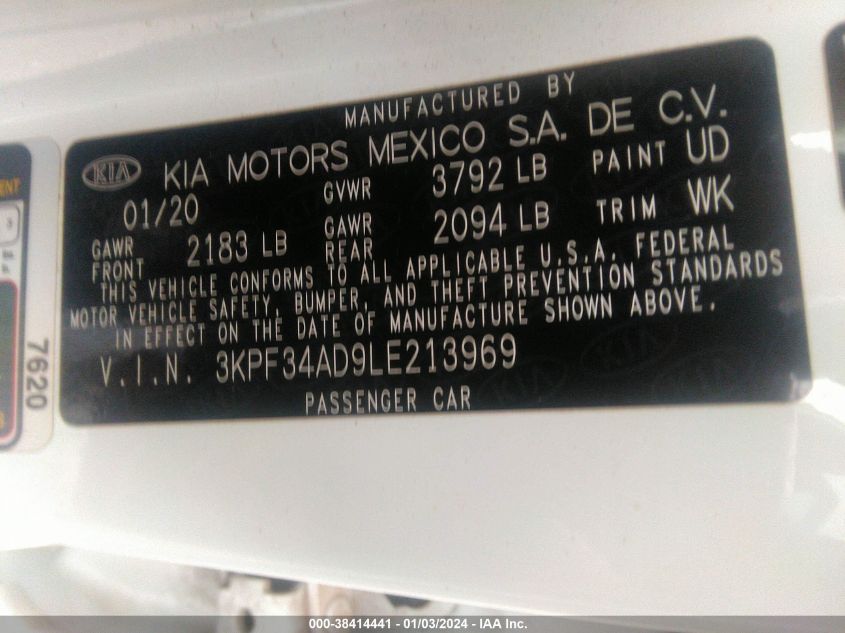 MANUFACTURED BY
KIA KIA MOTORS MEXICO S.A. DE C.V.
01/20 GVWR 3792 LB PAINT UD
GAWR FRONT 2183 LB GAWR REAR 2094 LB TRIM WK
THIS VEHICLE CONFORMS TO ALL APPLICABLE U.S.A. FEDERAL
MOTOR VEHICLE SAFETY, BUMPER, AND THEFT PREVENTION STANDARDS
IN EFFECT ON THE DATE OF MANUFACTURE SHOWN ABOVE.
V.I.N. 3KPF34AD9LE213969
PASSENGER CAR
7620
000-38414441 - 01/03/2024 - IAA Inc.